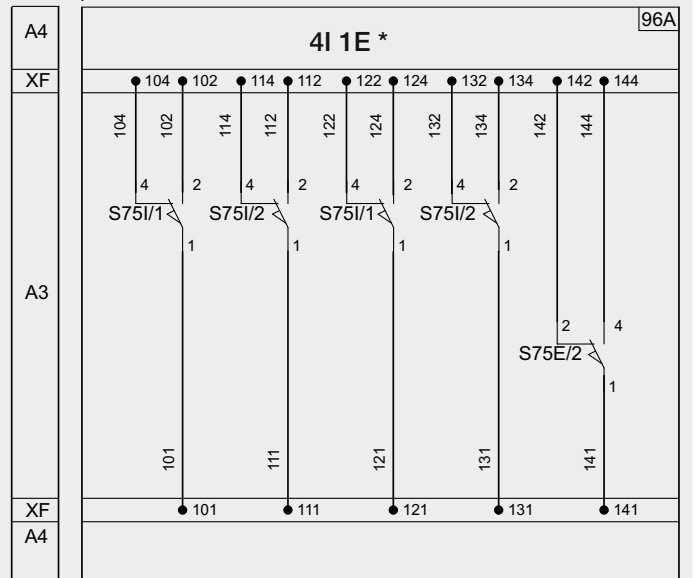 A4 4I 1E * 96A
XF 104 102 114 112 122 124 132 134 142 144
104 102 114 112 122 124 132 134 142 144
4 2 4 2 4 2 4 2
S75I/1 S75I/2 S75I/1 S75I/2
1 1 1 1
A3
2 4
S75E/2
1
101 111 121 131 141
XF 101 111 121 131 141
A4